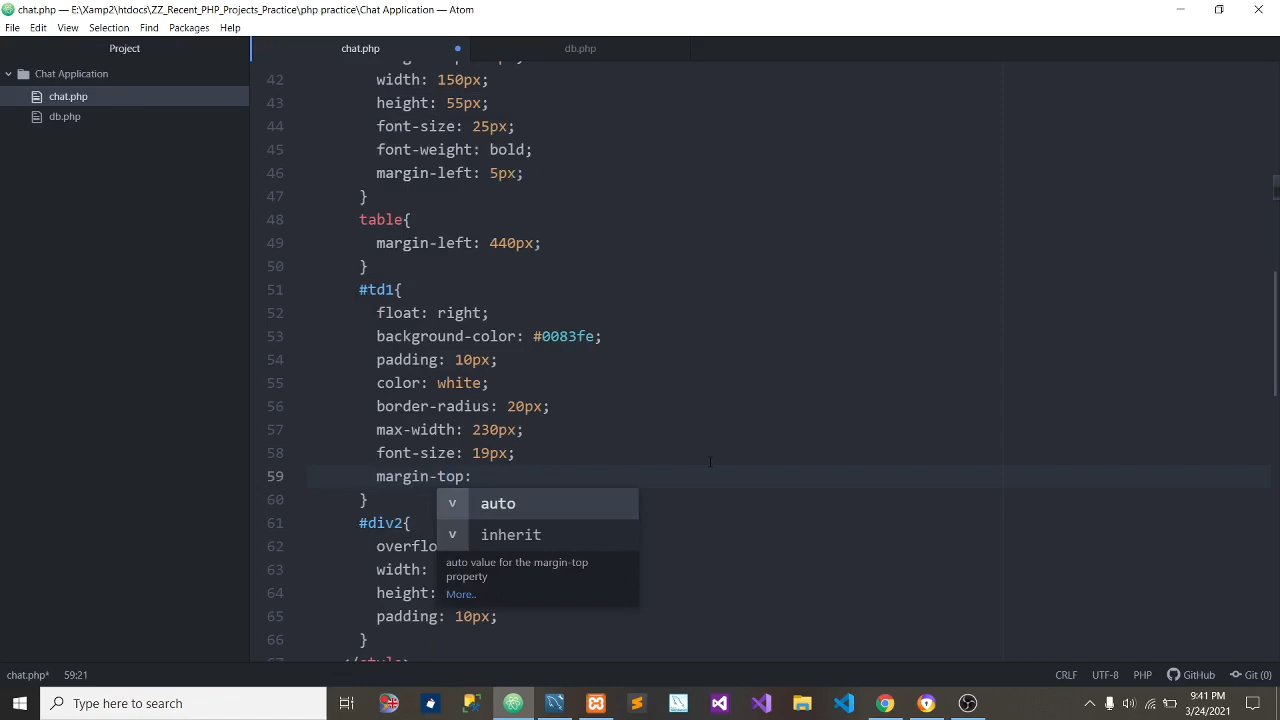 chat.php — E:\Xamp2\htdocs\ZZ_Recent_PHP_Projects_Practice\php practice\Chat Application — Atom
File Edit View Selection Find Packages Help
Project
chat.php
db.php
Chat Application
chat.php
db.php
42 width: 150px;
43 height: 55px;
44 font-size: 25px;
45 font-weight: bold;
46 margin-left: 5px;
47 }
48 table{
49 margin-left: 440px;
50 }
51 #td1{
52 float: right;
53 background-color: #0083fe;
54 padding: 10px;
55 color: white;
56 border-radius: 20px;
57 max-width: 230px;
58 font-size: 19px;
59 margin-top:
60 }
61 #div2{
62 overflo
63 width:
64 height:
65 padding: 10px;
66 }
v auto
v inherit
auto value for the margin-top
property
More..
chat.php* 59:21
CRLF UTF-8 PHP GitHub Git (0)
Type here to search
9:41 PM
3/24/2021